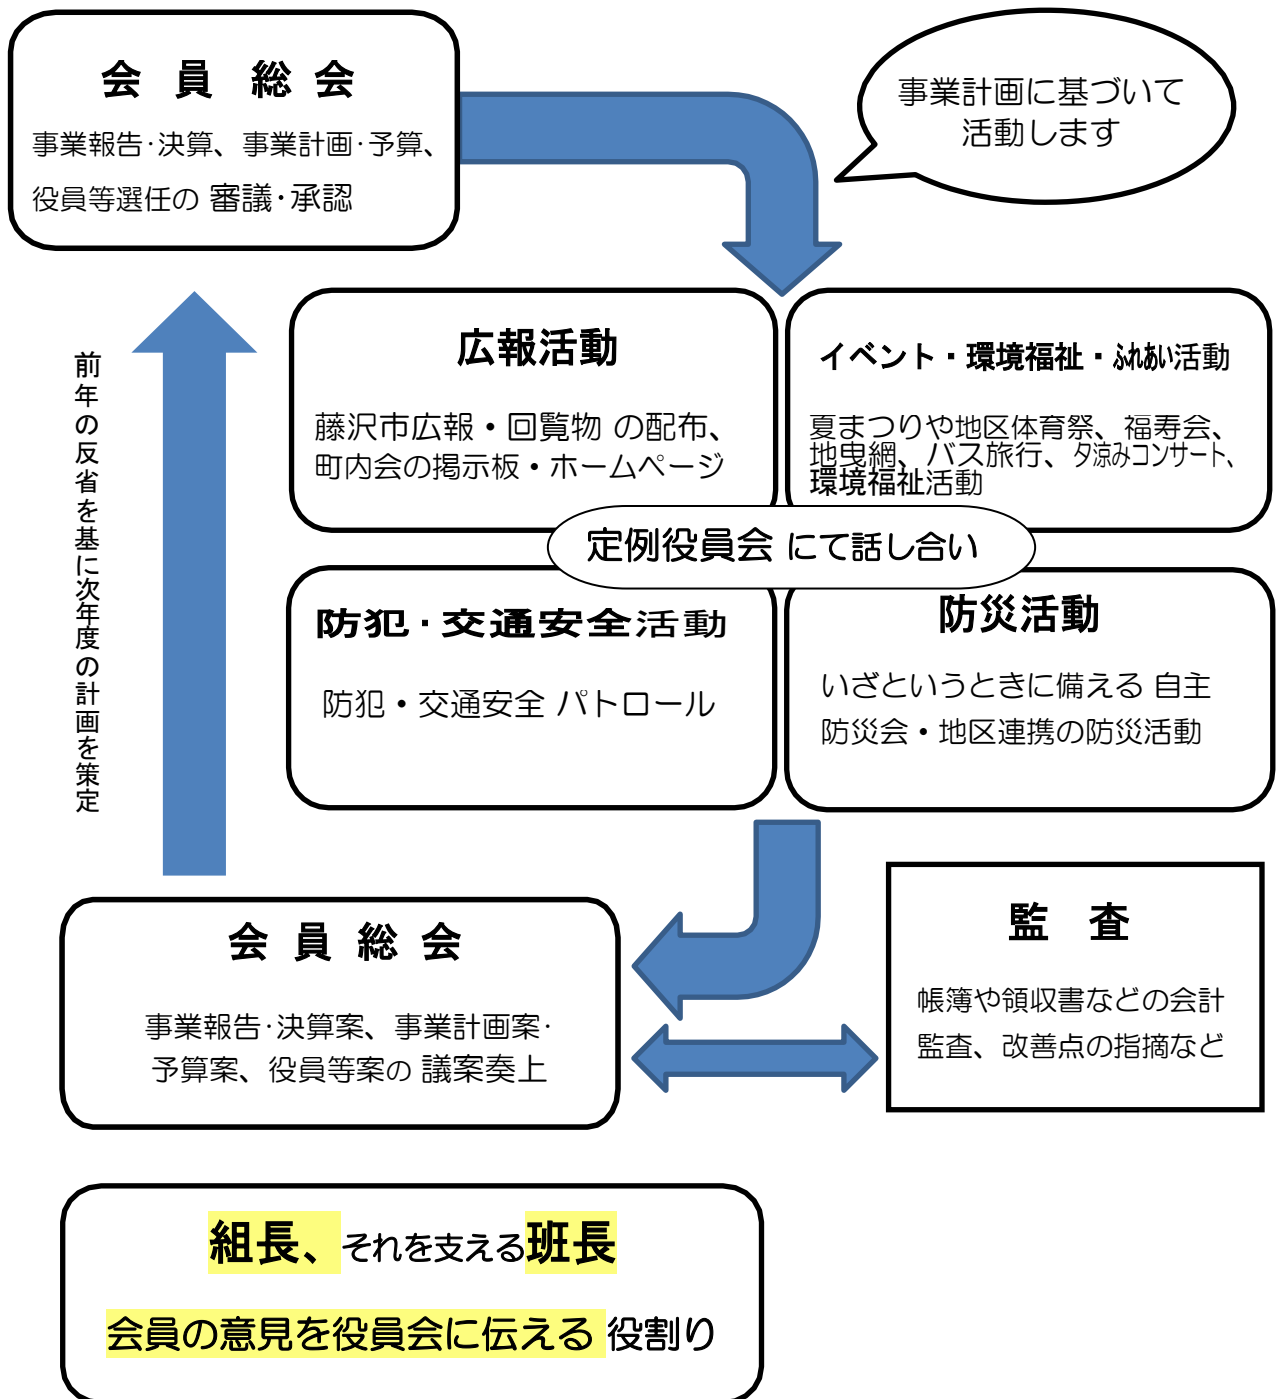 会 員 総 会
事業報告・決算、事業計画・予算、
役員等選任の 審議・承認
事業計画に基づいて
活動します
前年の反省を基に次年度の計画を策定
広報活動
藤沢市広報・回覧物 の配布、
町内会の掲示板・ホームページ
イベント・環境福祉・ふれあい活動
夏まつりや地区体育祭、福寿会、
地曳網、バス旅行、夕涼みコンサート、
環境福祉活動
定例役員会 にて話し合い
防犯・交通安全活動
防犯・交通安全 パトロール
防災活動
いざというときに備える 自主
防災会・地区連携の防災活動
会 員 総 会
事業報告・決算案、事業計画案・
予算案、役員等案の 議案奏上
監 査
帳簿や領収書などの会計
監査、改善点の指摘など
組長、それを支える班長
会員の意見を役員会に伝える 役割り